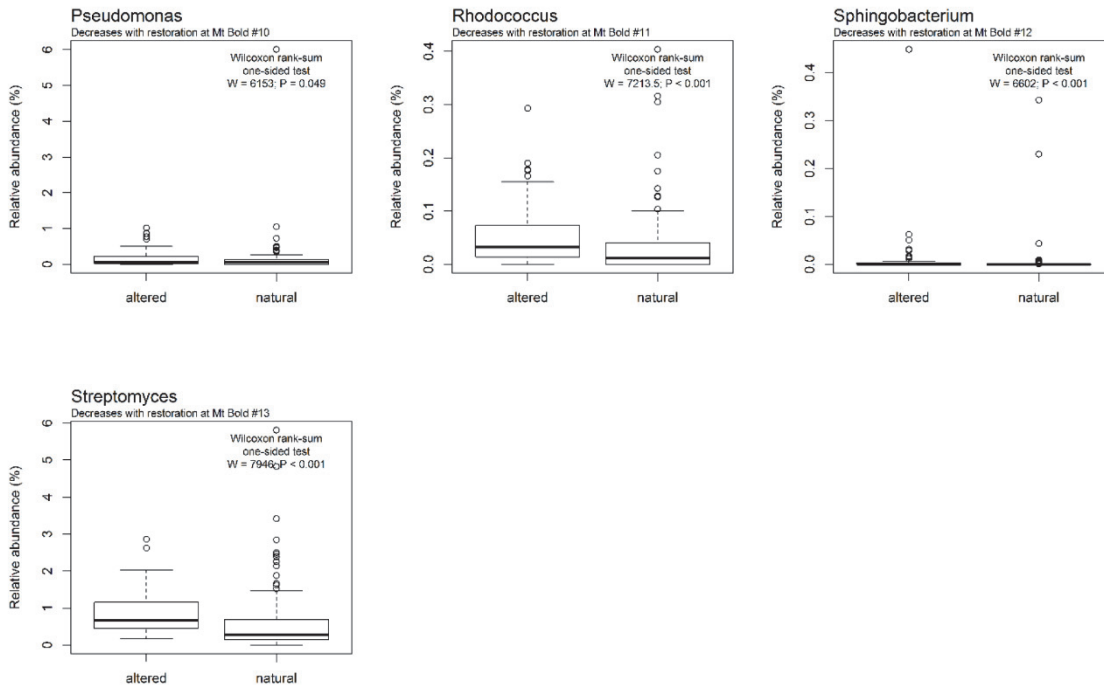 Pseudomonas
Decreases with restoration at Mt Bold #10
Wilcoxon rank-sum
one-sided test
W = 6153; P = 0.049
Relative abundance (%)
6
5
4
3
2
1
0
altered
natural
Rhodococcus
Decreases with restoration at Mt Bold #11
Wilcoxon rank-sum
one-sided test
W = 7213.5; P < 0.001
Relative abundance (%)
0.4
0.3
0.2
0.1
0.0
altered
natural
Sphingobacterium
Decreases with restoration at Mt Bold #12
Wilcoxon rank-sum
one-sided test
W = 6602; P < 0.001
Relative abundance (%)
0.4
0.3
0.2
0.1
0.0
altered
natural
Streptomyces
Decreases with restoration at Mt Bold #13
Wilcoxon rank-sum
one-sided test
W = 7946; P < 0.001
Relative abundance (%)
6
5
4
3
2
1
0
altered
natural